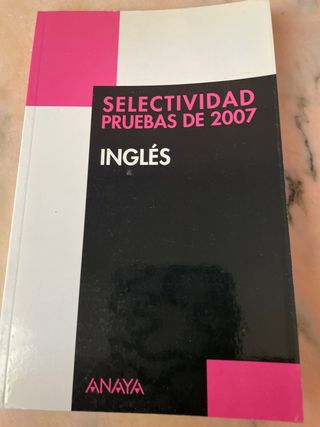 SELECTIVIDAD
PRUEBAS DE 2007
INGLÉS
ANAYA